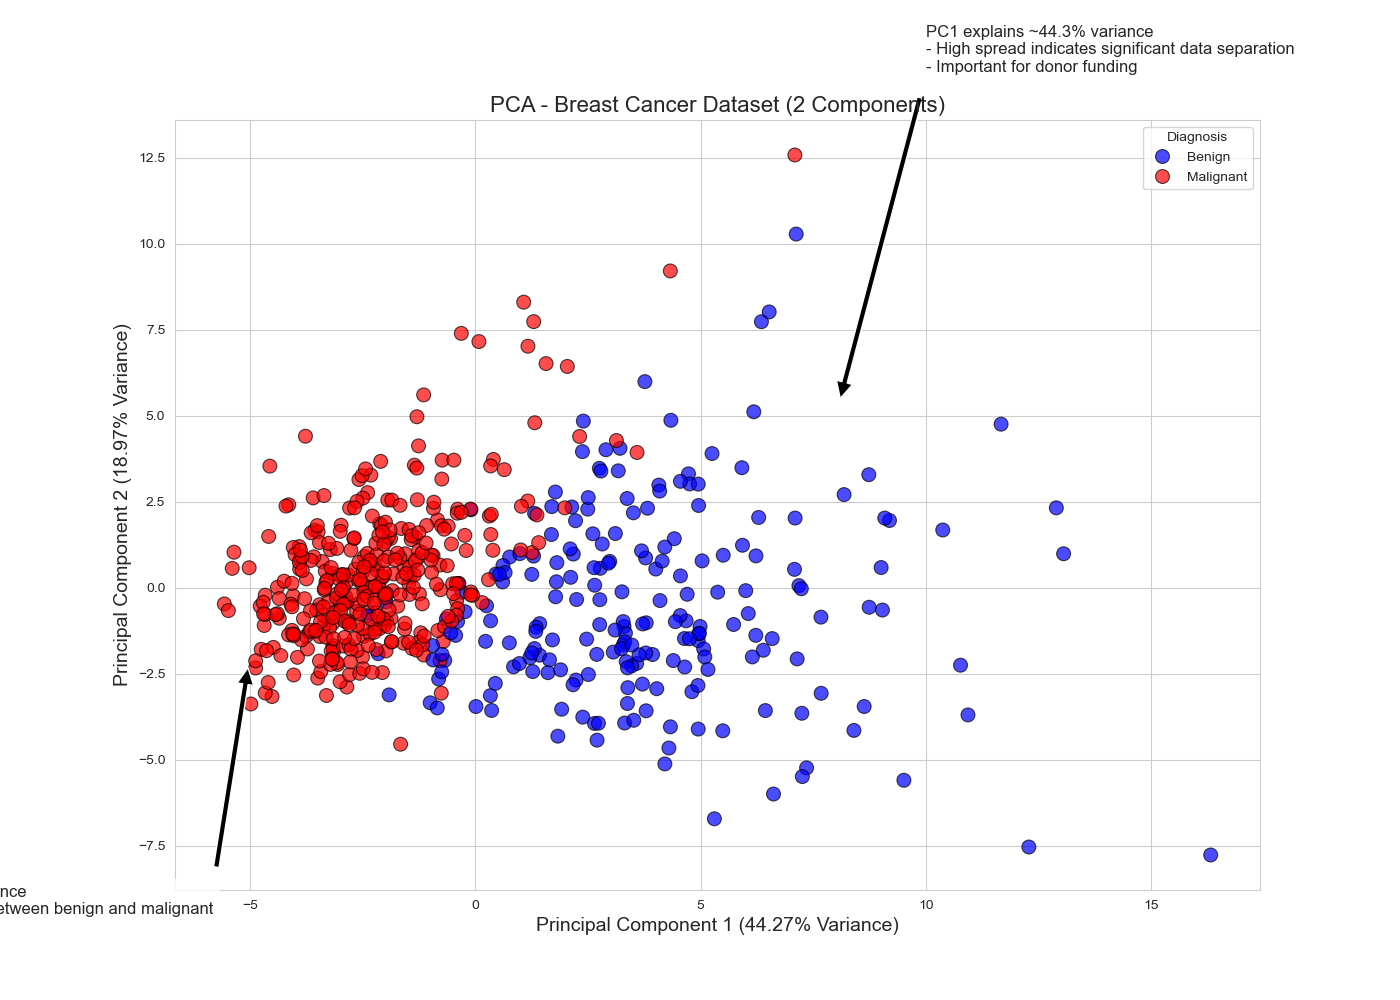 PC1 explains ~44.3% variance
- High spread indicates significant data separation
- Important for donor funding
PCA - Breast Cancer Dataset (2 Components)
Diagnosis
Benign
Malignant
12.5
10.0
7.5
5.0
2.5
0.0
−2.5
−5.0
−7.5
Principal Component 2 (18.97% Variance)
−5
0
5
10
15
Principal Component 1 (44.27% Variance)
between benign and malignant